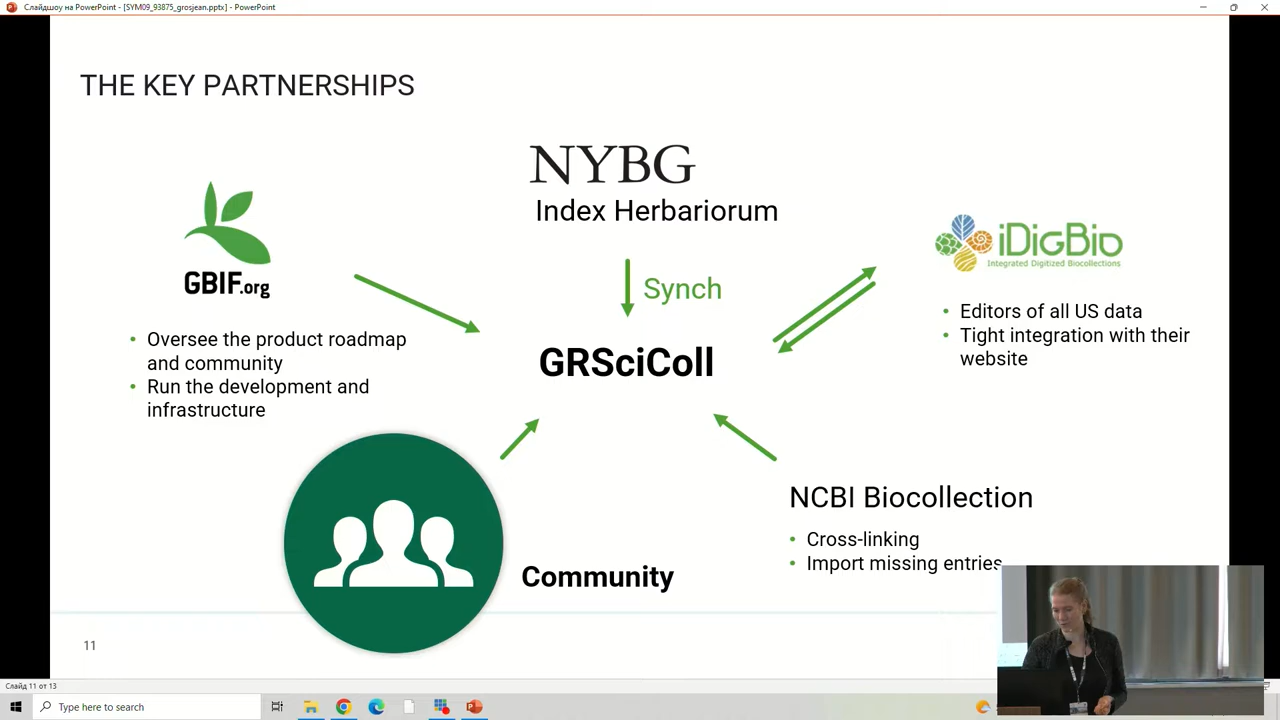 Слайдшоу на PowerPoint - [SYM09_93875_grosjean.pptx] - PowerPoint
THE KEY PARTNERSHIPS
NYBG
Index Herbariorum
GBIF.org
iDigBio
Integrated Digitized Biocollections
Synch
• Editors of all US data
• Tight integration with their
website
• Oversee the product roadmap
and community
• Run the development and
infrastructure
GRSciColl
NCBI Biocollection
• Cross-linking
• Import missing entries
Community
11
Слайд 11 от 13
Type here to search